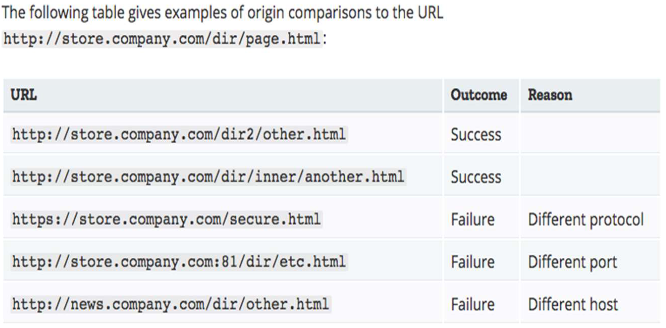 The following table gives examples of origin comparisons to the URL
http://store.company.com/dir/page.html:
URL Outcome Reason
http://store.company.com/dir2/other.html Success
http://store.company.com/dir/inner/another.html Success
https://store.company.com/secure.html Failure Different protocol
http://store.company.com:81/dir/etc.html Failure Different port
http://news.company.com/dir/other.html Failure Different host